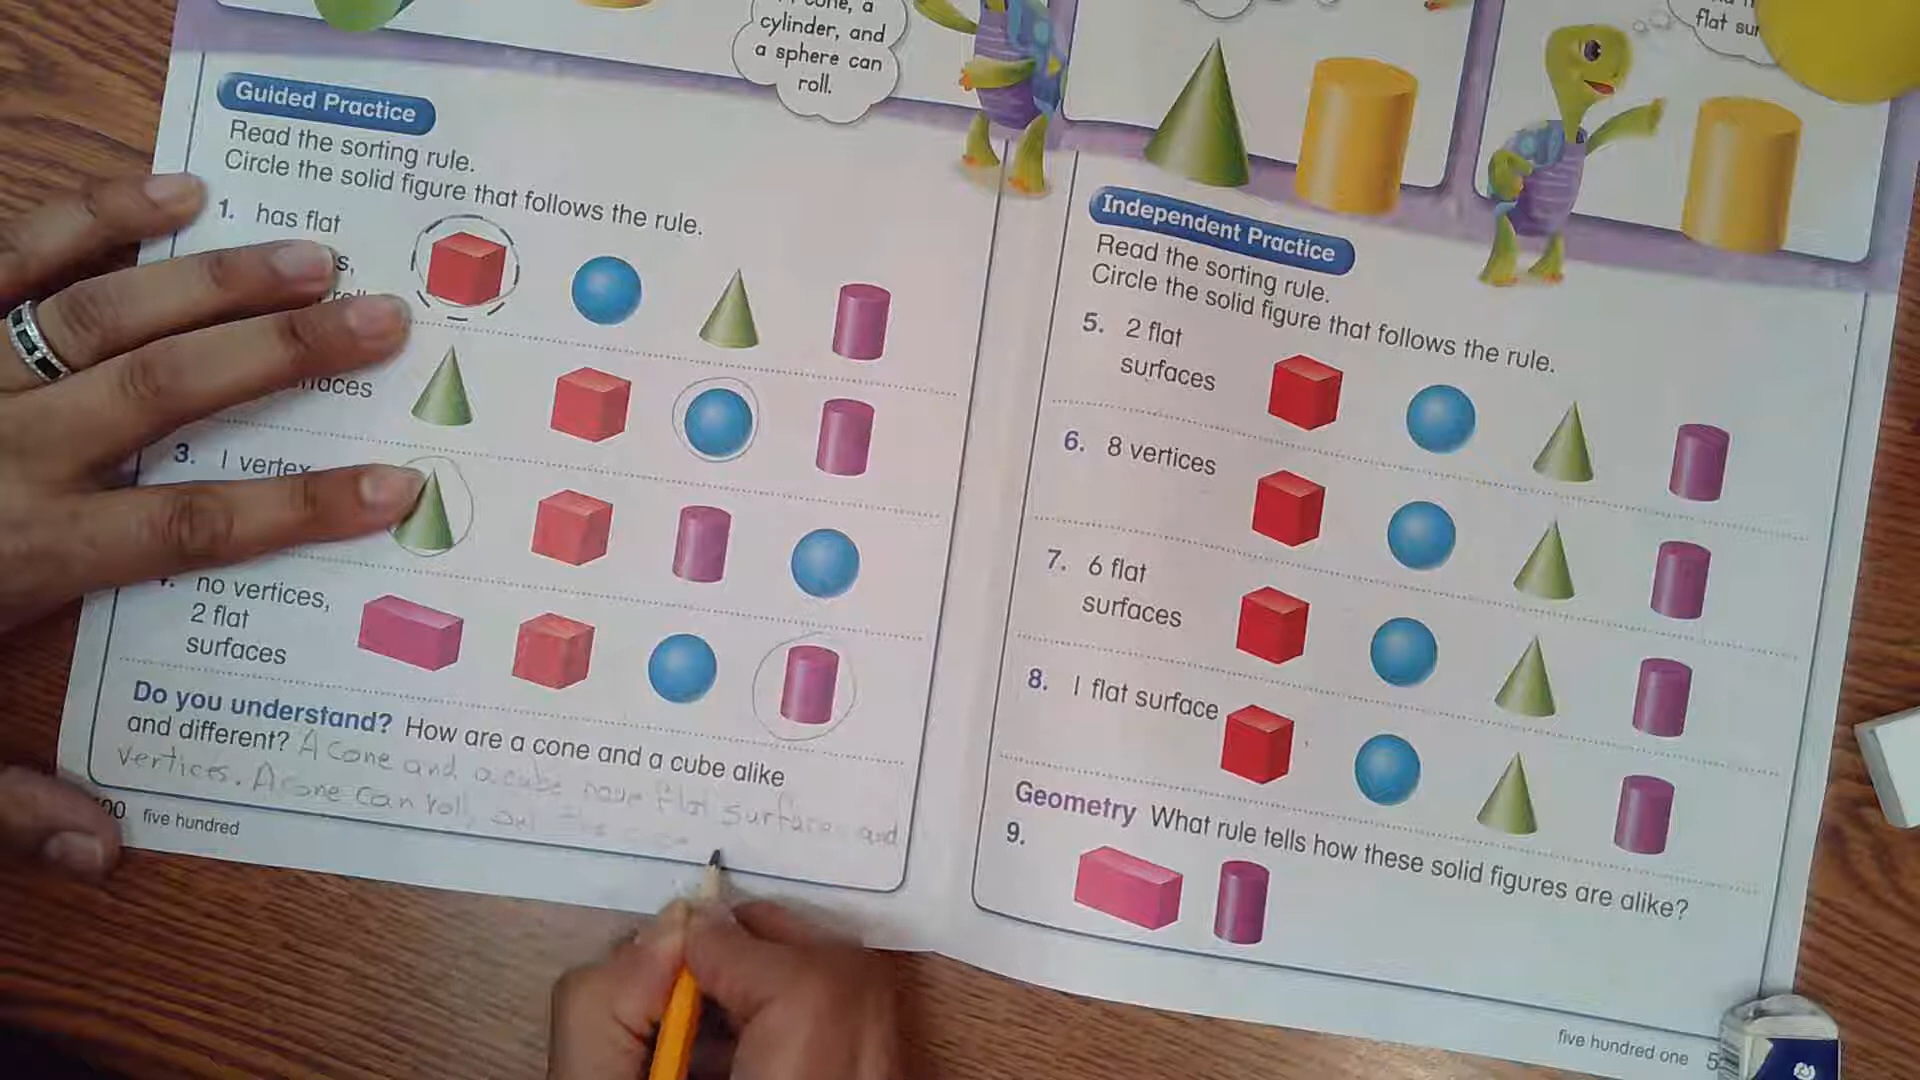 cone, a
cylinder, and
a sphere can
roll.
flat
Guided Practice
Read the sorting rule.
Circle the solid figure that follows the rule.
1. has flat
3. 1 vertex
no vertices,
2 flat
surfaces
Do you understand? How are a cone and a cube alike
and different? A Cone and a cube have flat surfaces and
vertices. A cone can roll,
five hundred
Independent Practice
Read the sorting rule.
Circle the solid figure that follows the rule.
5. 2 flat
surfaces
6. 8 vertices
7. 6 flat
surfaces
8. 1 flat surface
Geometry What rule tells how these solid figures are alike?
9.
five hundred one